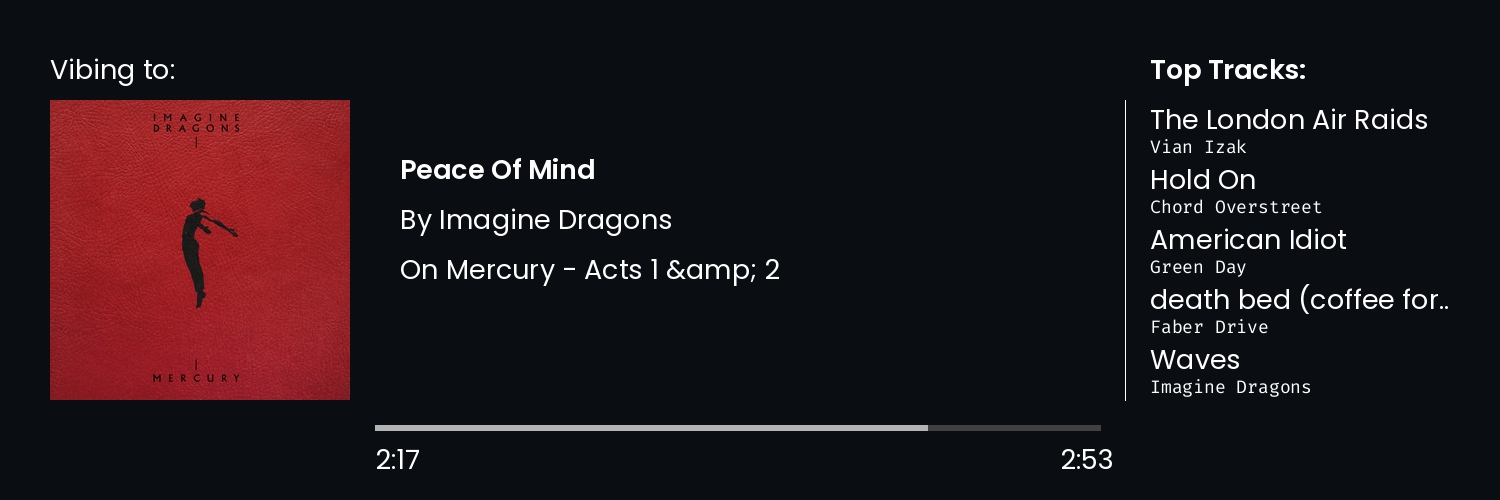 Vibing to:
IMAGINE
DRAGONS
MERCURY
Peace Of Mind
By Imagine Dragons
On Mercury - Acts 1 &amp; 2
2:17
2:53
Top Tracks:
The London Air Raids
Vian Izak
Hold On
Chord Overstreet
American Idiot
Green Day
death bed (coffee for..
Faber Drive
Waves
Imagine Dragons